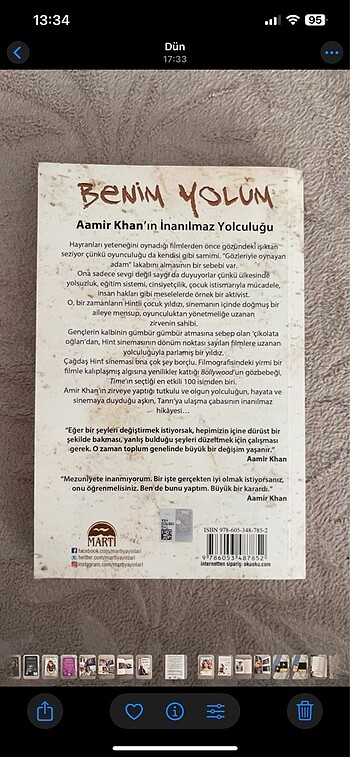 13:34
95
Dün
17:33
BENİM YOLUM
Aamir Khan'ın İnanılmaz Yolculuğu
Hayranları yeteneğini oynadığı filmlerden önce gözündeki ışıktan
seziyor çünkü oyunculuğu da kendisi gibi samimi. "Gözleriyle oynayan
adam" lakabını almasının bir sebebi var.
Ona sadece sevgi değil saygı da duyuyorlar çünkü ülkesinde
yolsuzluk, eğitim sistemi, cinsiyetçilik, çocuk istismarıyla mücadele,
insan hakları gibi meselelerde örnek bir aktivist.
O, bir zamanların Hintli çocuk yıldızı, sinemanın içine doğmuş bir
aileye mensup, oyunculuktan yönetmenliğe uzanan
zirvenin sahibi.
Gençlerin kalbinin gümbür gümbür atmasına sebep olan 'çikolata
oğlan'dan, Hint sinemasının dönüm noktası sayılan filmlere uzanan
yolculuğuyla parlamış bir yıldız.
Çağdaş Hint sineması ona çok şey borçlu. Filmografisindeki yirmi bir
filmle kalıplaşmış algısına yenilikler kattığı Bollywood'un gözbebeği,
Time'ın seçtiği en etkili 100 isimden biri.
Amir Khan'ın zirveye yaptığı tutkulu ve olgun yolculuğun, hayata ve
sinemaya duyduğu aşkın, Tanrı'ya ulaşma çabasının inanılmaz
hikâyesi…
"Eğer bir şeyleri değiştirmek istiyorsak, hepimizin içine dürüst bir
şekilde bakması, yanlış bulduğu şeyleri düzeltmek için çalışması
gerek. O zaman toplum genelinde büyük bir değişim yaşanır."
Aamir Khan
"Mezuniyete inanmıyorum. Bir işte gerçekten iyi olmak istiyorsanız,
onu öğrenmelisiniz. Ben de bunu yaptım. Büyük bir karardı."
Aamir Khan
MARTI
facebook.com/martiyayinlari
twitter.com/martiyayinlari
instagram.com/martiyayinlari
ISBN 978-605-348-785-2
9 786053 487852
internetten sipariş: okuoku.com